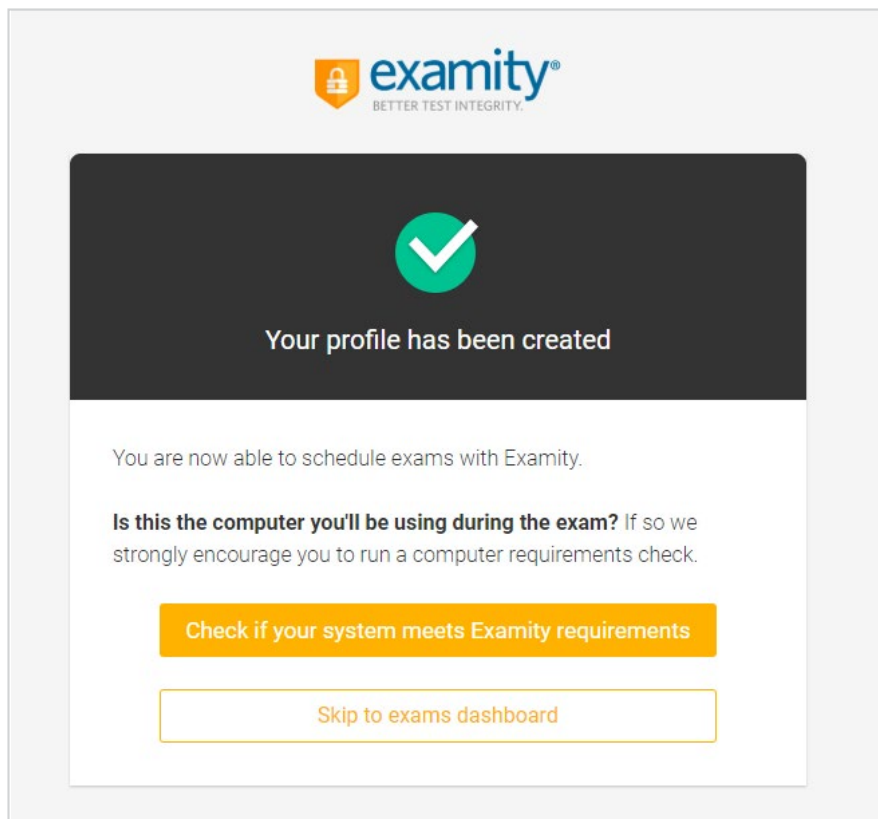 examity®
BETTER TEST INTEGRITY.
Your profile has been created
You are now able to schedule exams with Examity.
Is this the computer you'll be using during the exam? If so we
strongly encourage you to run a computer requirements check.
Check if your system meets Examity requirements
Skip to exams dashboard